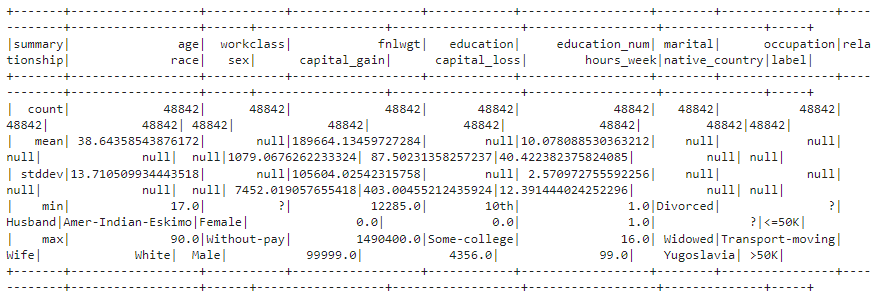 +-------+------------------+-----------+------------------+------------+------------------+--------+-----------------+----
--------+------------------+------+------------------+------------------+------------------+--------------+-----+
|summary|               age|  workclass|            fnlwgt|   education|     education_num| marital|       occupation|rela
tionship|              race|   sex|      capital_gain|      capital_loss|        hours_week|native_country|label|
+-------+------------------+-----------+------------------+------------+------------------+--------+-----------------+----
--------+------------------+------+------------------+------------------+------------------+--------------+-----+
|  count|             48842|      48842|             48842|       48842|             48842|   48842|            48842|
48842|             48842| 48842|             48842|             48842|             48842|         48842|48842|
|   mean| 38.64358543876172|       null|189664.13459727284|        null|10.078088530363212|    null|             null|
null|              null|  null|1079.0676262233324| 87.50231358257237|40.422382375824085|          null| null|
| stddev|13.710509934443518|       null|105604.02542315758|        null| 2.570972755592256|    null|             null|
null|              null|  null| 7452.019057655418|403.00455212435924|12.391444024252296|          null| null|
|    min|              17.0|          ?|           12285.0|        10th|               1.0|Divorced|                ?|
Husband|Amer-Indian-Eskimo|Female|               0.0|               0.0|               1.0|             ?|<=50K|
|    max|              90.0|Without-pay|         1490400.0|Some-college|              16.0| Widowed| Transport-moving|
Wife|             White|  Male|           99999.0|            4356.0|              99.0|    Yugoslavia| >50K|
+-------+------------------+-----------+------------------+------------+------------------+--------+-----------------+----
--------+------------------+------+------------------+------------------+------------------+--------------+-----+